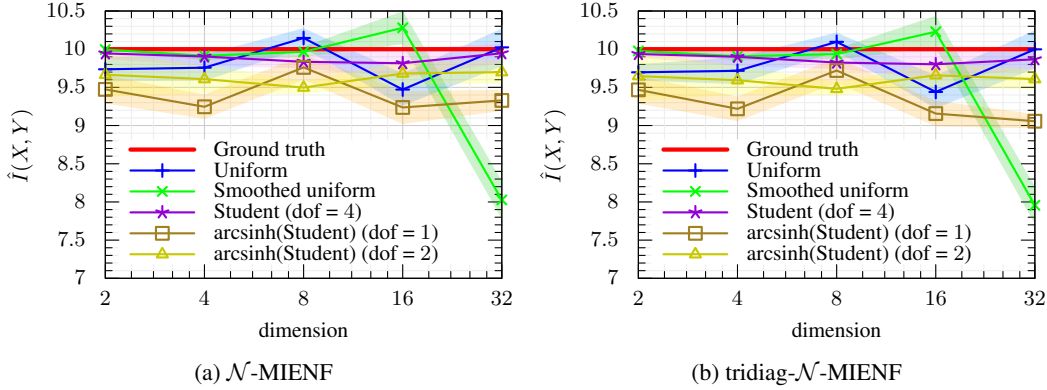 10.5
10
9.5
9
8.5
8
7.5
7
Î(X, Y)
Ground truth
Uniform
Smoothed uniform
Student (dof = 4)
arcsinh(Student) (dof = 1)
arcsinh(Student) (dof = 2)
2 4 8 16 32
dimension
(a) 𝒩-MIENF
10.5
10
9.5
9
8.5
8
7.5
7
Î(X, Y)
Ground truth
Uniform
Smoothed uniform
Student (dof = 4)
arcsinh(Student) (dof = 1)
arcsinh(Student) (dof = 2)
2 4 8 16 32
dimension
(b) tridiag-𝒩-MIENF